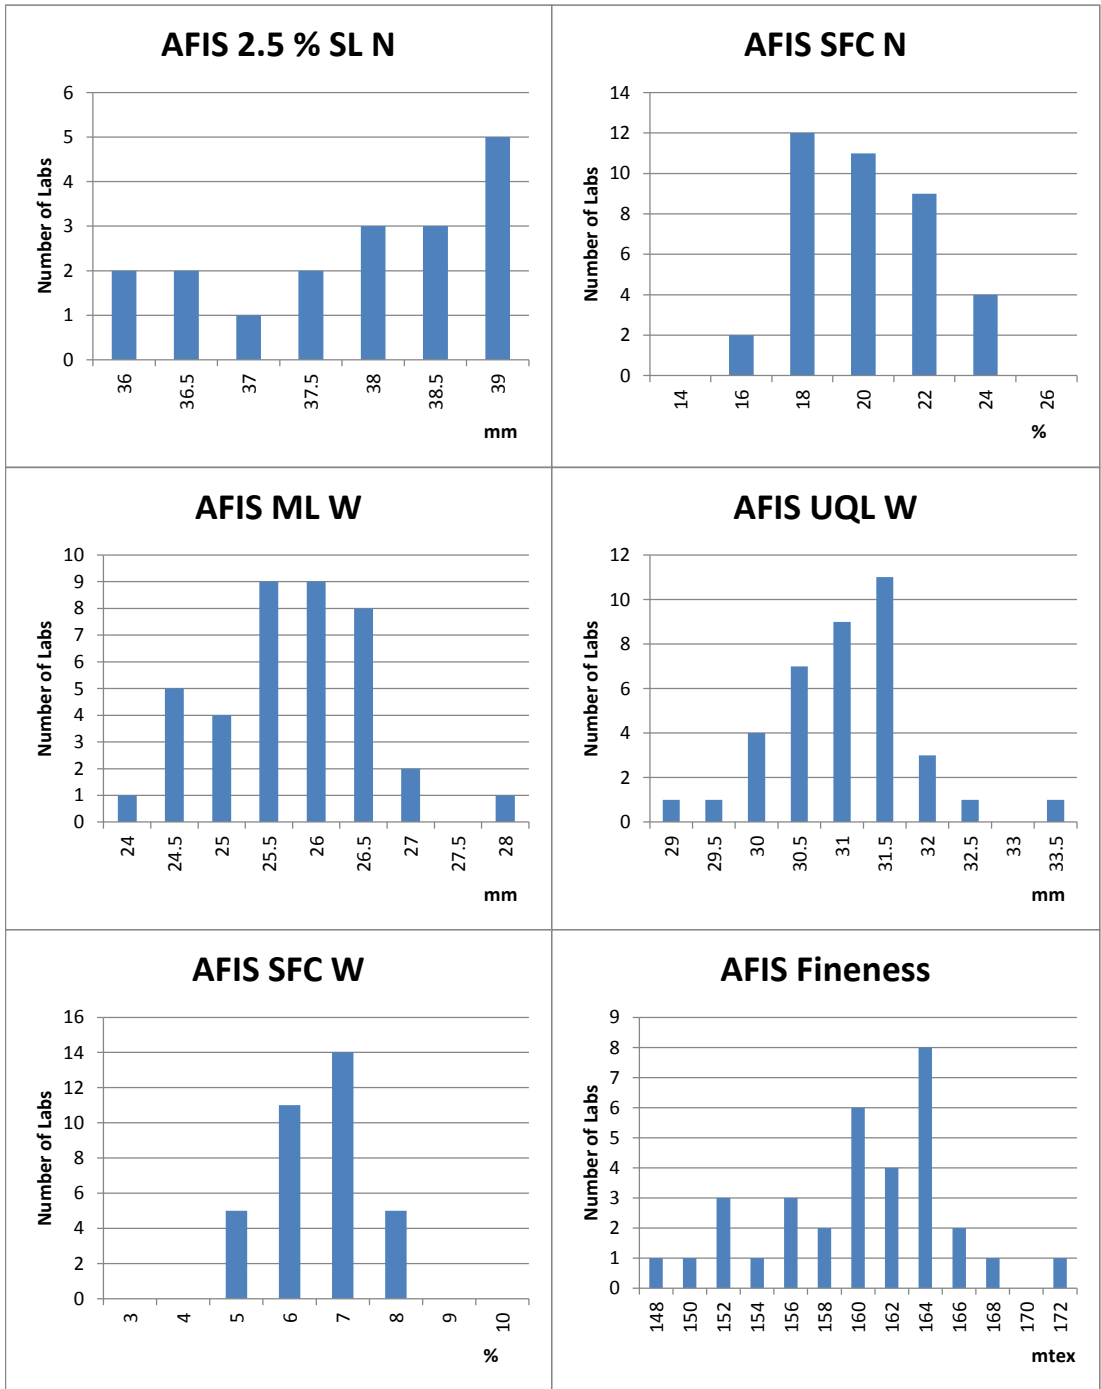 AFIS 2.5 % SL N
Number of Labs
6
5
4
3
2
1
0
36 36.5 37 37.5 38 38.5 39
mm
AFIS SFC N
Number of Labs
14
12
10
8
6
4
2
0
14 16 18 20 22 24 26
%
AFIS ML W
Number of Labs
10
9
8
7
6
5
4
3
2
1
0
24 24.5 25 25.5 26 26.5 27 27.5 28
mm
AFIS UQL W
Number of Labs
12
10
8
6
4
2
0
29 29.5 30 30.5 31 31.5 32 32.5 33 33.5
mm
AFIS SFC W
Number of Labs
16
14
12
10
8
6
4
2
0
3 4 5 6 7 8 9 10
%
AFIS Fineness
Number of Labs
9
8
7
6
5
4
3
2
1
0
148 150 152 154 156 158 160 162 164 166 168 170 172
mtex